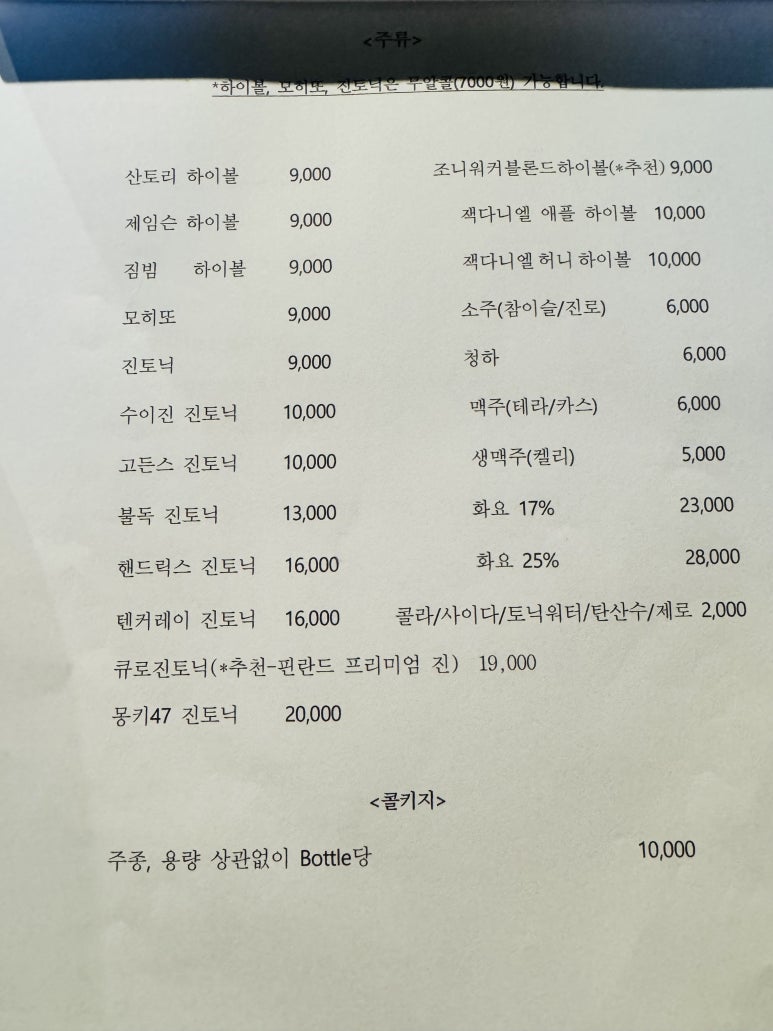 <주류>
*하이볼, 모히또, 진토닉은 무알콜(7000원) 가능합니다.
산토리 하이볼 9,000
제임슨 하이볼 9,000
짐빔 하이볼 9,000
모히또 9,000
진토닉 9,000
수이진 진토닉 10,000
고든스 진토닉 10,000
불독 진토닉 13,000
핸드릭스 진토닉 16,000
텐커레이 진토닉 16,000
큐로진토닉(*추천-핀란드 프리미엄 진) 19,000
몽키47 진토닉 20,000
조니워커블론드하이볼(*추천) 9,000
잭다니엘 애플 하이볼 10,000
잭다니엘 허니 하이볼 10,000
소주(참이슬/진로) 6,000
청하 6,000
맥주(테라/카스) 6,000
생맥주(켈리) 5,000
화요 17% 23,000
화요 25% 28,000
콜라/사이다/토닉워터/탄산수/제로 2,000
<콜키지>
주종, 용량 상관없이 Bottle당 10,000